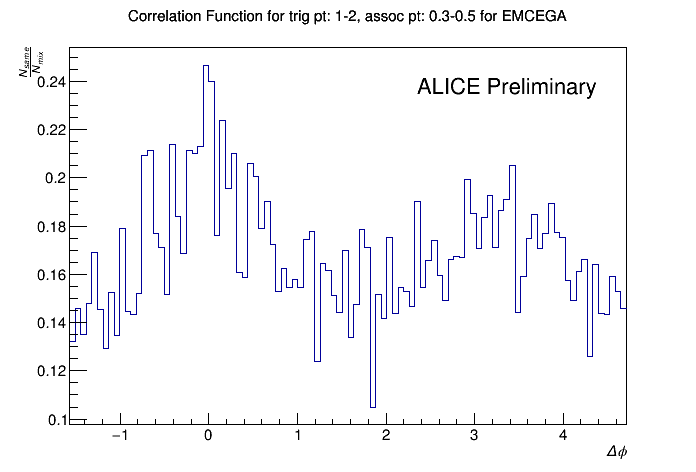 Correlation Function for trig pt: 1-2, assoc pt: 0.3-0.5 for EMCEGA
N_same
N_mix
ALICE Preliminary
0.24
0.22
0.2
0.18
0.16
0.14
0.12
0.1
−1 0 1 2 3 4
Δϕ